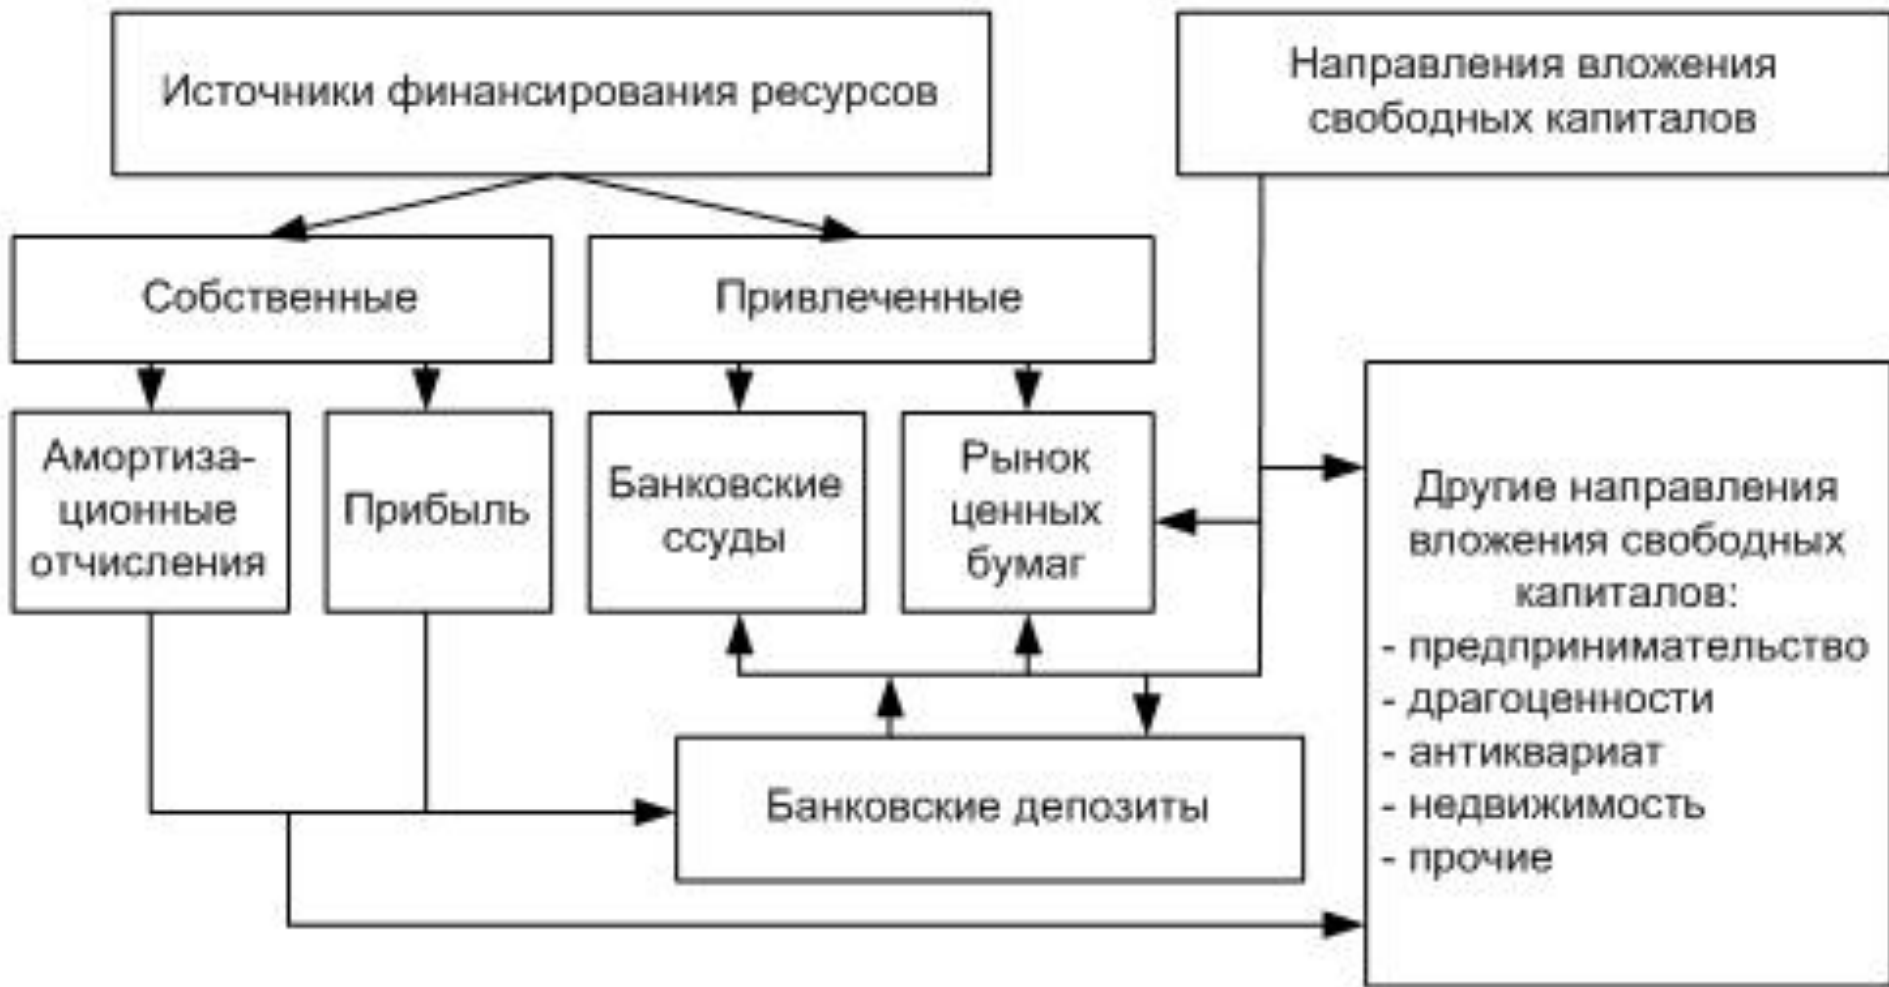 Источники финансирования ресурсов
Направления вложения
свободных капиталов
Собственные
Привлеченные
Амортиза-
ционные
отчисления
Прибыль
Банковские
ссуды
Рынок
ценных
бумаг
Другие направления
вложения свободных
капиталов:
- предпринимательство
- драгоценности
- антиквариат
- недвижимость
- прочие
Банковские депозиты